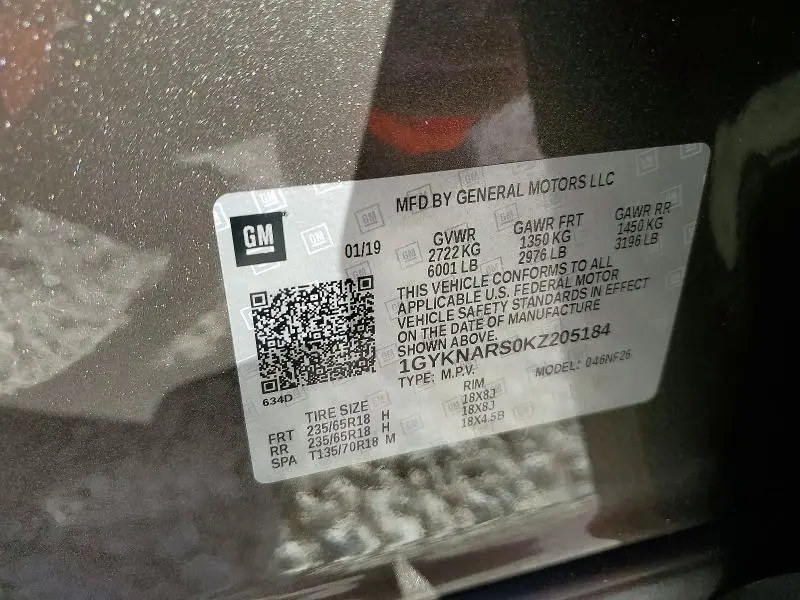 MFD BY GENERAL MOTORS LLC
GM
01/19
GVWR
2722 KG
6001 LB
GAWR FRT
1350 KG
2976 LB
GAWR RR
1450 KG
3196 LB
THIS VEHICLE CONFORMS TO ALL
APPLICABLE U.S. FEDERAL MOTOR
VEHICLE SAFETY STANDARDS IN EFFECT
ON THE DATE OF MANUFACTURE
SHOWN ABOVE.
1GYKNARS0KZ205184
TYPE: M.P.V. MODEL: 046NF26
634D
TIRE SIZE RIM
FRT 235/65R18 H 18X8J
RR 235/65R18 H 18X8J
SPA T135/70R18 M 18X4.5B